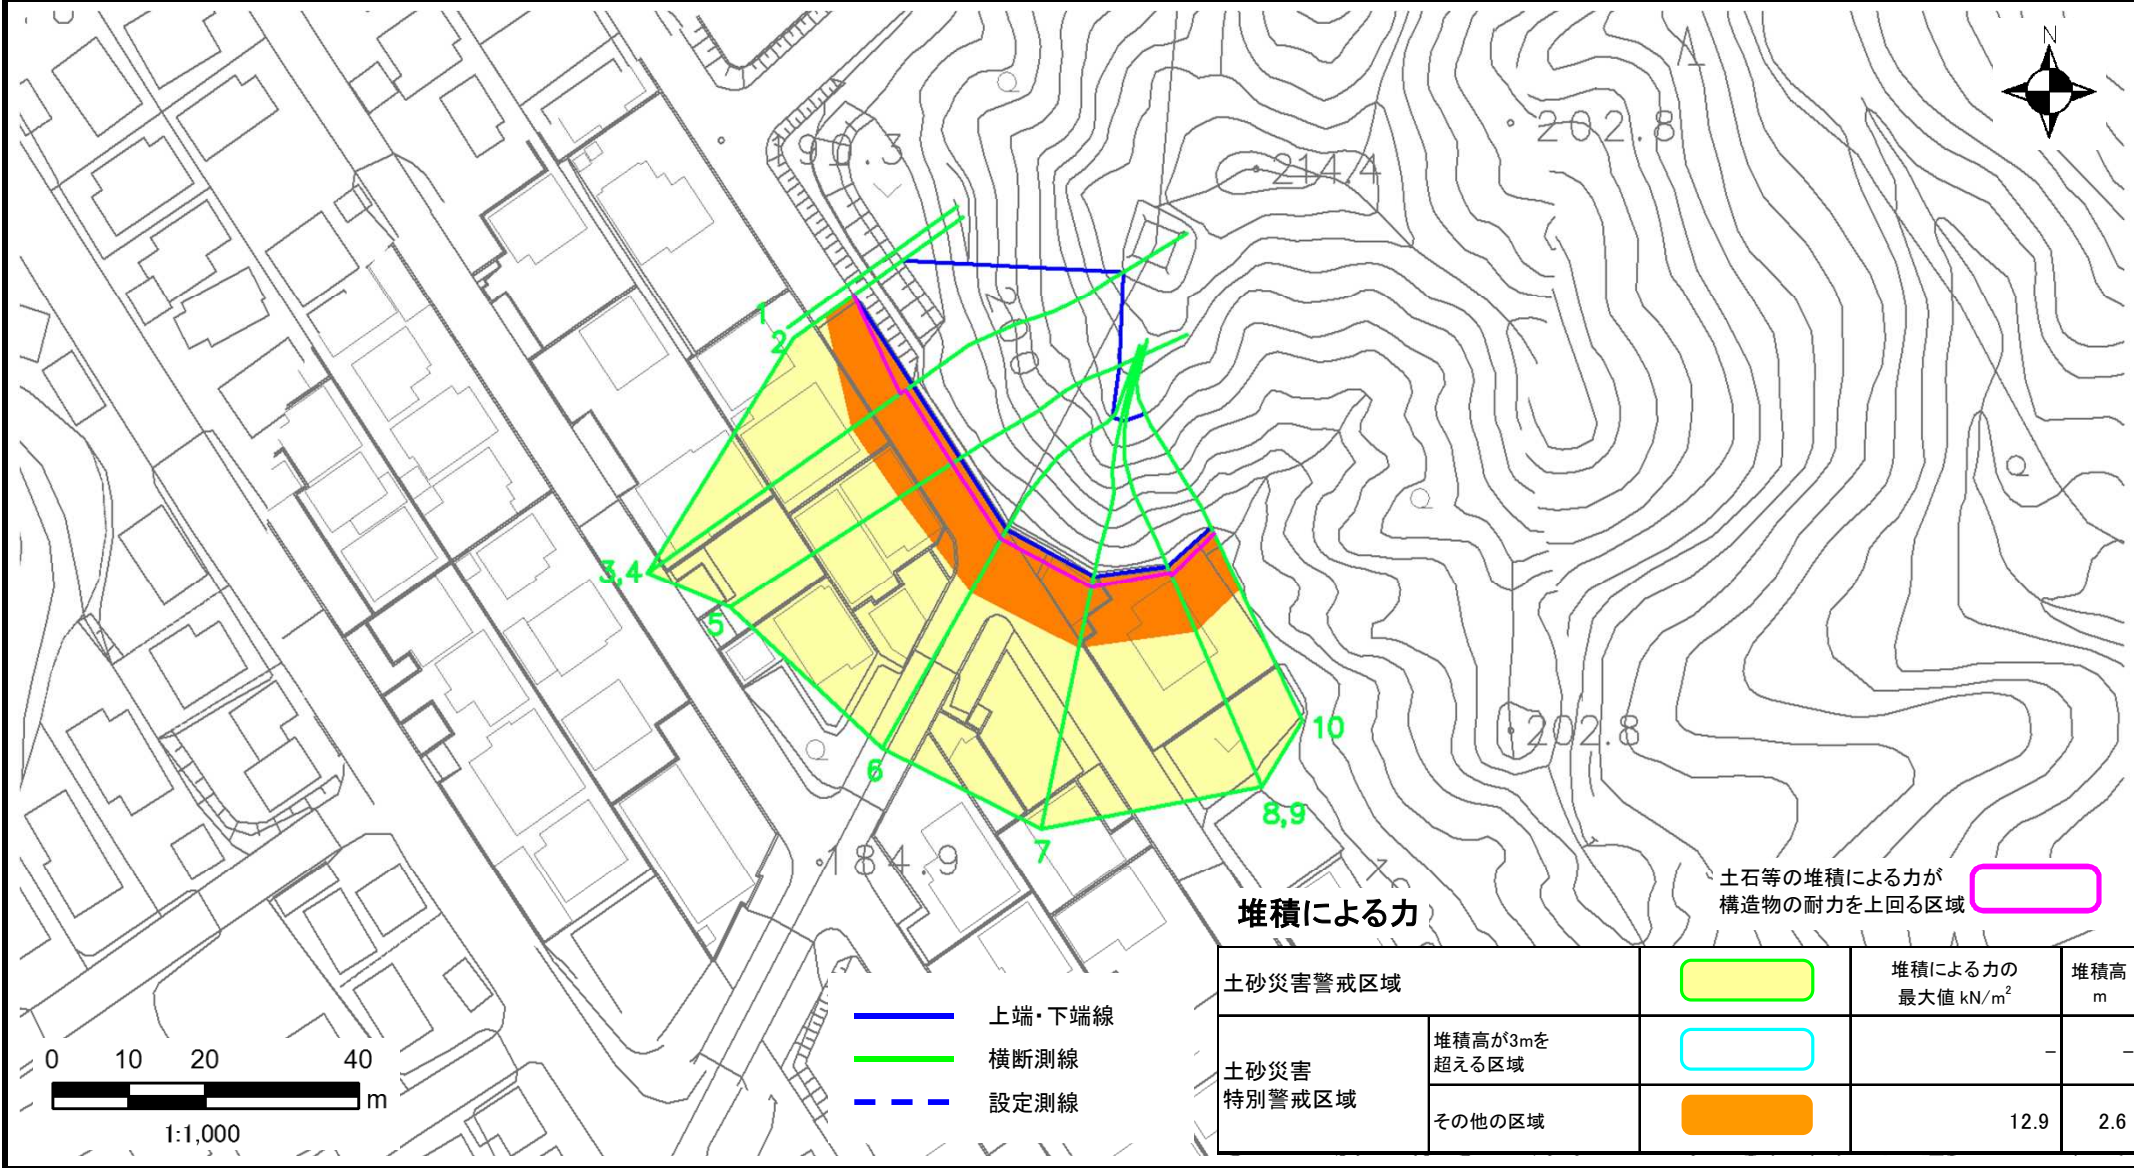 N
190.3
202.8
214.4
200
1
2
3,4
5
6
7
8,9
10
202.8
184.9
土石等の堆積による力が
構造物の耐力を上回る区域
堆積による力
土砂災害警戒区域
堆積による力の
最大値 kN/m²
堆積高
m
土砂災害
特別警戒区域
堆積高が3mを
超える区域
–
–
その他の区域
12.9
2.6
上端・下端線
横断測線
設定測線
0 10 20 40
m
1:1,000